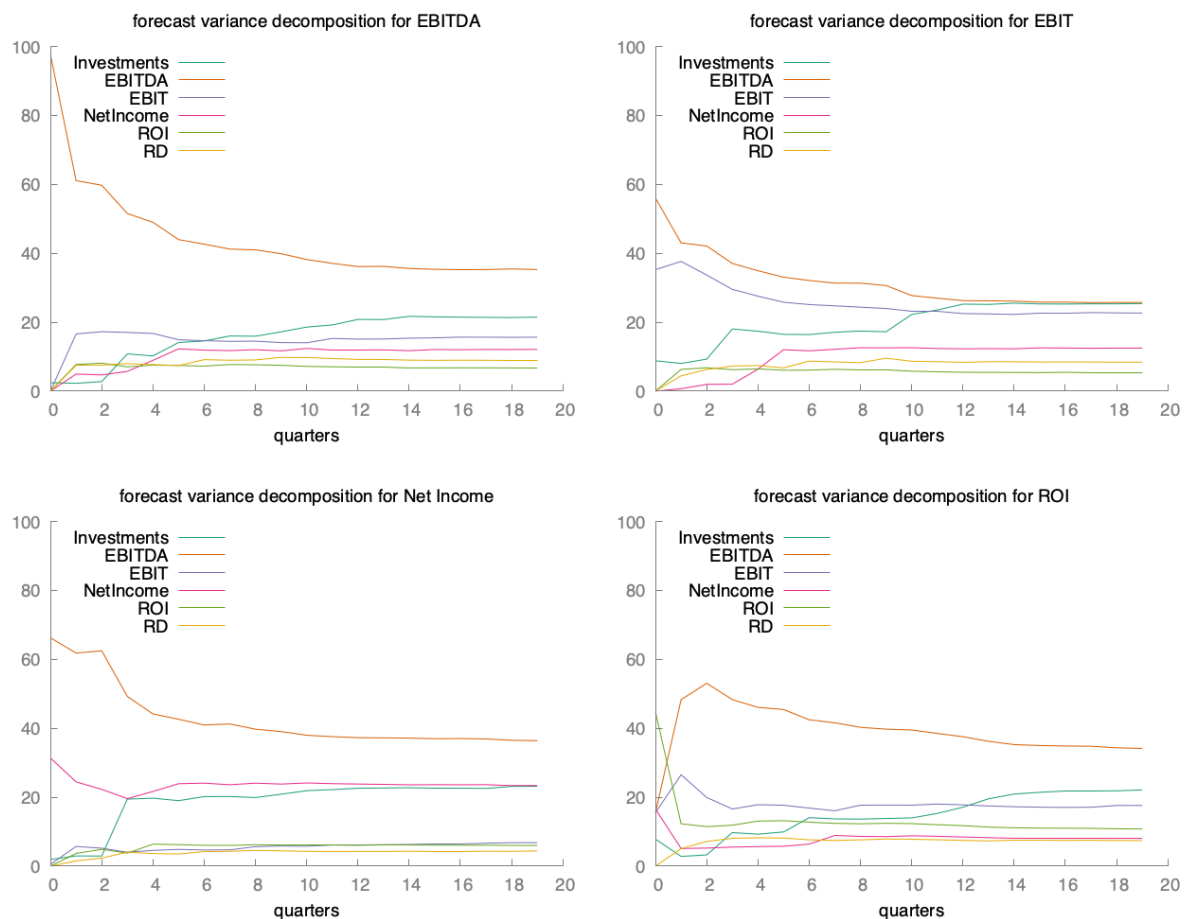 forecast variance decomposition for EBITDA
100
80
60
40
20
0
Investments
EBITDA
EBIT
NetIncome
ROI
RD
0 2 4 6 8 10 12 14 16 18 20
quarters
forecast variance decomposition for EBIT
100
80
60
40
20
0
Investments
EBITDA
EBIT
NetIncome
ROI
RD
0 2 4 6 8 10 12 14 16 18 20
quarters
forecast variance decomposition for Net Income
100
80
60
40
20
0
Investments
EBITDA
EBIT
NetIncome
ROI
RD
0 2 4 6 8 10 12 14 16 18 20
quarters
forecast variance decomposition for ROI
100
80
60
40
20
0
Investments
EBITDA
EBIT
NetIncome
ROI
RD
0 2 4 6 8 10 12 14 16 18 20
quarters